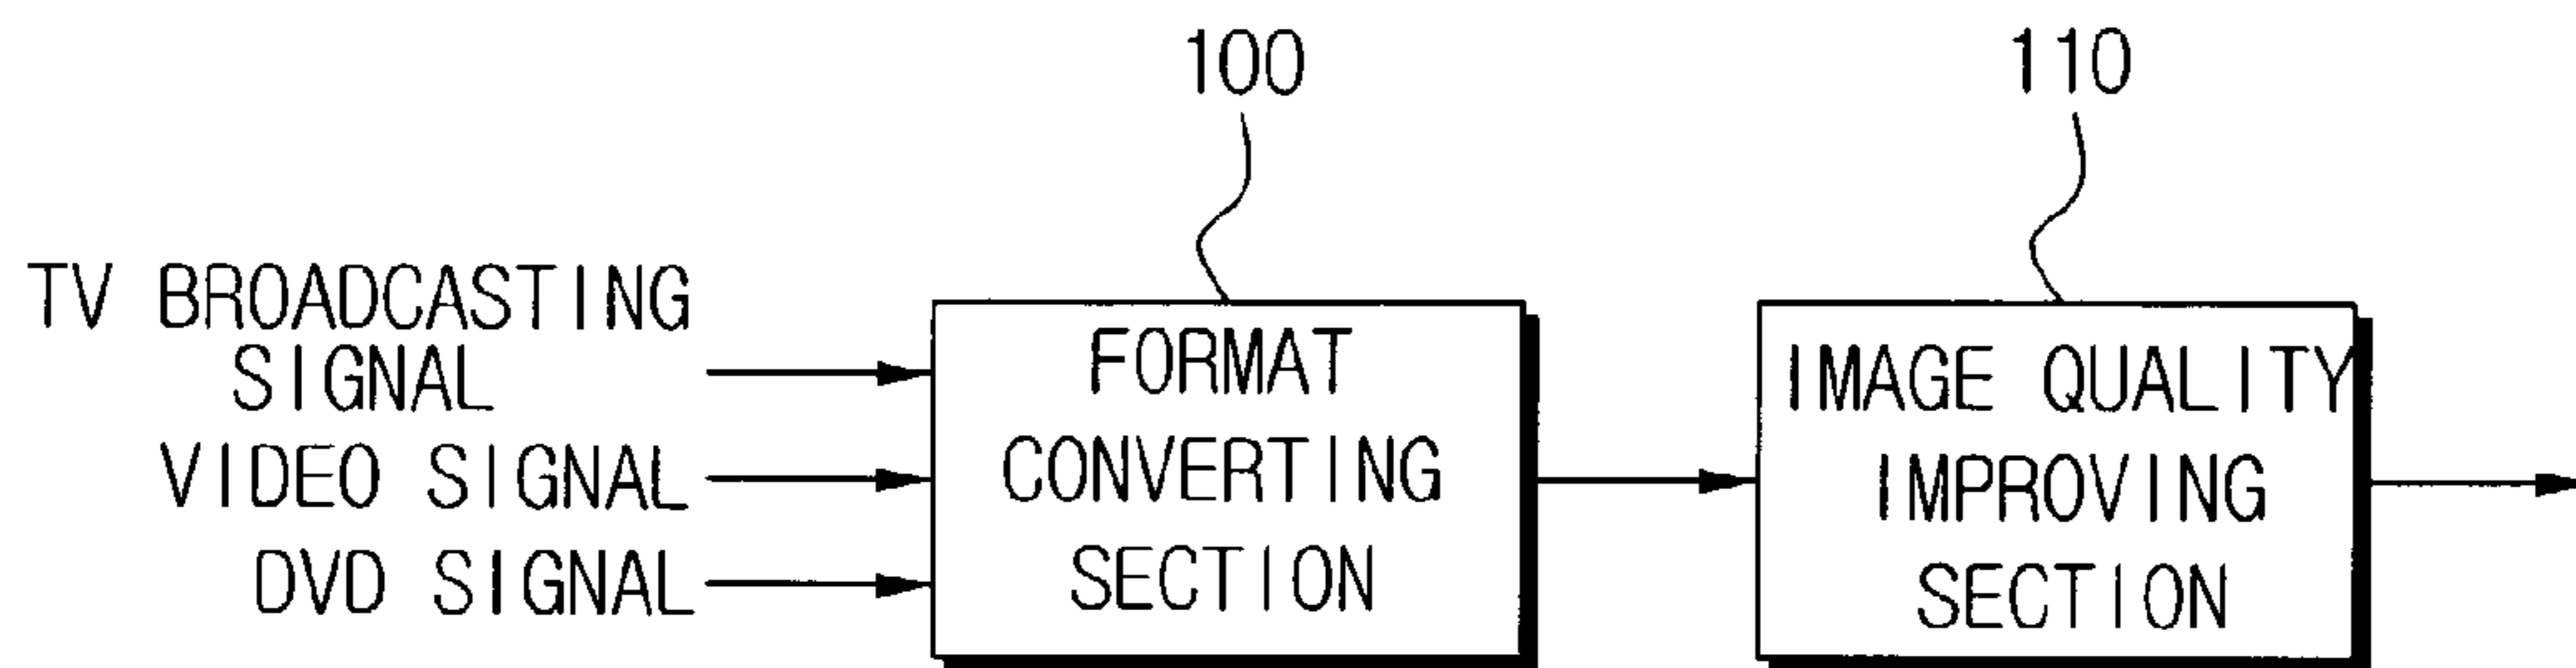 100
110
TV BROADCASTING
SIGNAL
VIDEO SIGNAL
DVD SIGNAL
FORMAT
CONVERTING
SECTION
IMAGE QUALITY
IMPROVING
SECTION